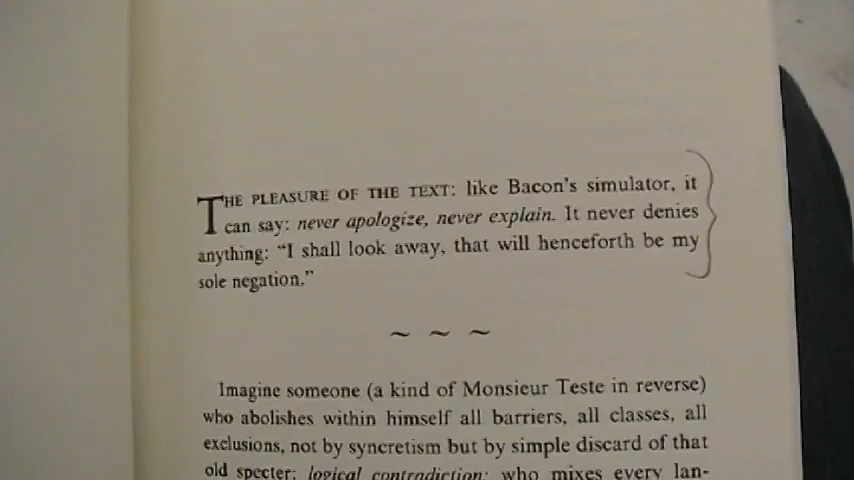 THE PLEASURE OF THE TEXT: like Bacon's simulator, it
can say: never apologize, never explain. It never denies
anything: “I shall look away, that will henceforth be my
sole negation.”
~ ~ ~
Imagine someone (a kind of Monsieur Teste in reverse)
who abolishes within himself all barriers, all classes, all
exclusions, not by syncretism but by simple discard of that
old specter: logical contradiction; who mixes every lan-